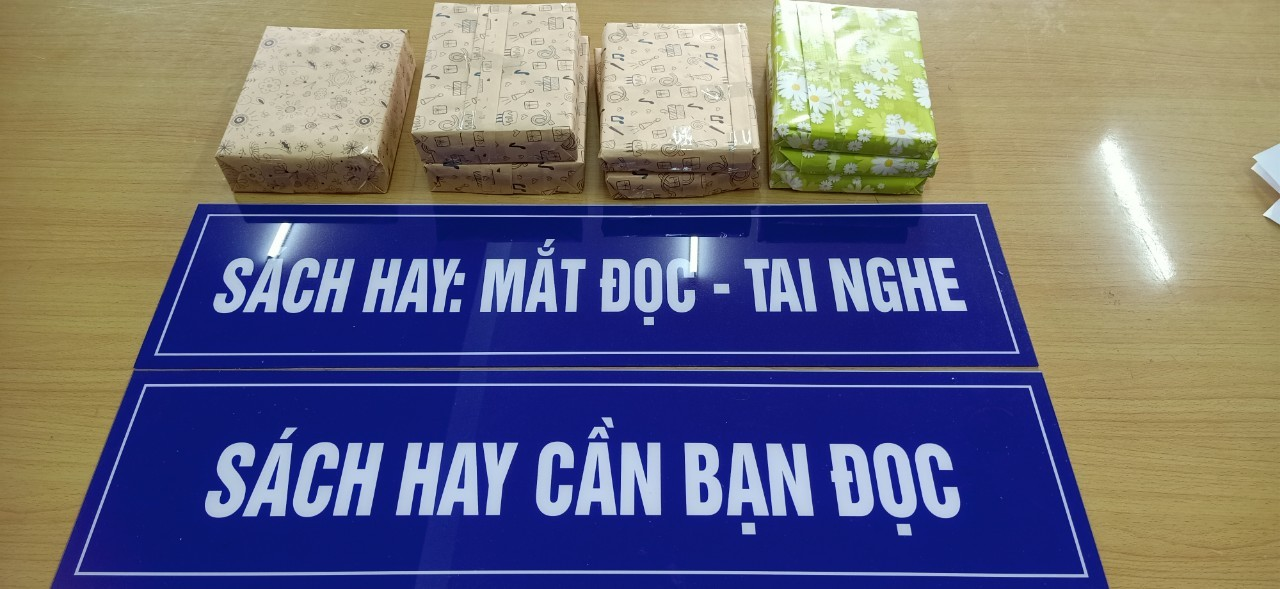 SÁCH HAY: MẮT ĐỌC - TAI NGHE
SÁCH HAY CẦN BẠN ĐỌC